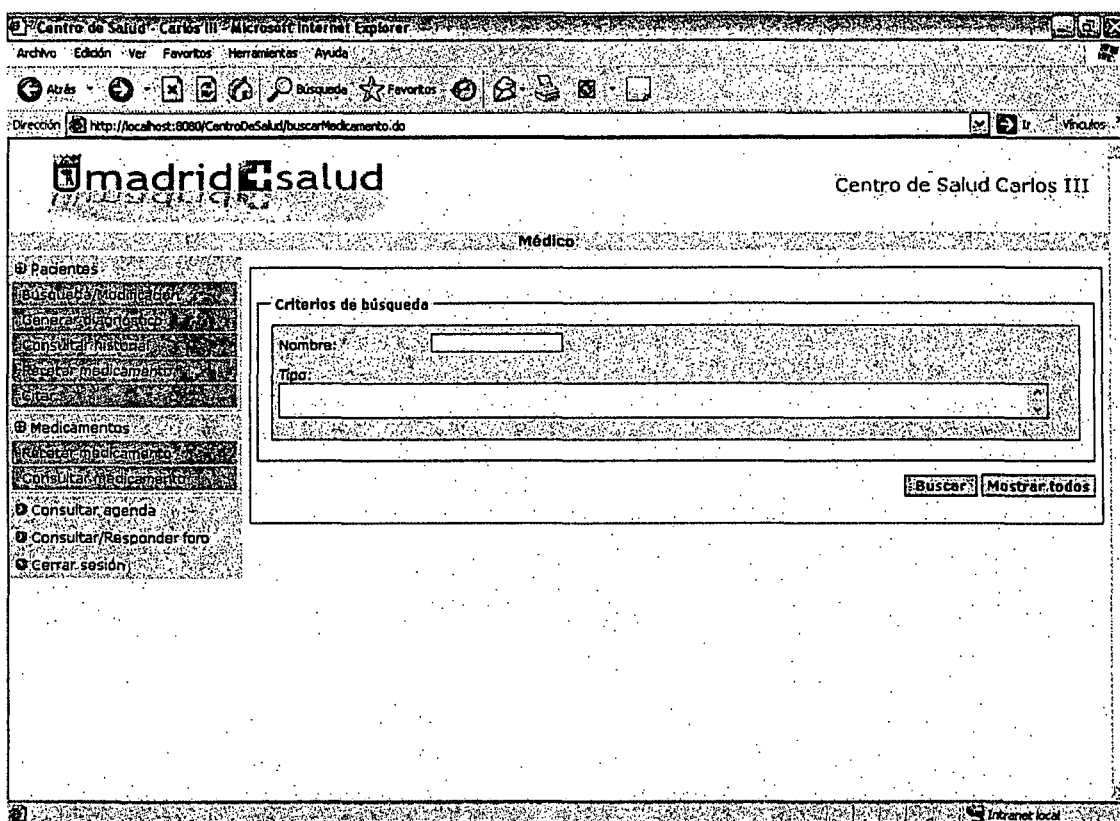 Centro de Salud - Carlos III - Microsoft Internet Explorer
Archivo Edición Ver Favoritos Herramientas Ayuda
Atrás Búsqueda Favoritos
Dirección http://localhost:8080/CentroDeSalud/buscarMedicamento.do Ir Vínculos
madrid salud
Centro de Salud Carlos III
Médico
Pacientes
Búsqueda/Modificación
Generar diagnóstico
Consultar historial
Recetar medicamento
Citar
Medicamentos
Recetar medicamento
Consultar medicamento
Consultar agenda
Consultar/Responder foro
Cerrar sesión
Criterios de búsqueda
Nombre:
Tipo:
Buscar Mostrar todos
Intranet local